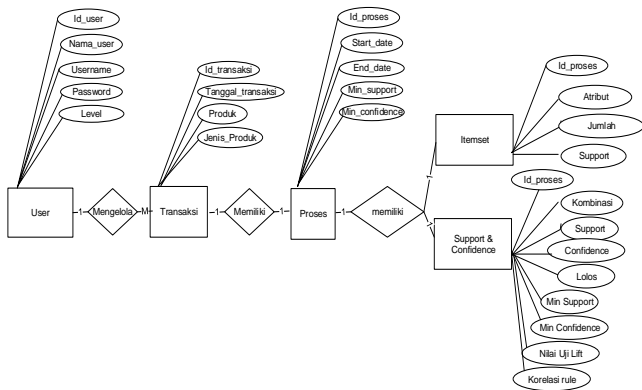 Id_user
Nama_user
Username
Password
Level
Id_transaksi
Tanggal_transaksi
Produk
Jenis_Produk
Id_proses
Start_date
End_date
Min_support
Min_confidence
Id_proses
Atribut
Jumlah
Support
User
1
Mengelola
M
Transaksi
1
Memiliki
1
Proses
1
memiliki
1
Itemset
1
Support &
Confidence
Id_proses
Kombinasi
Support
Confidence
Lolos
Min Support
Min Confidence
Nilai Uji Lift
Korelasi rule